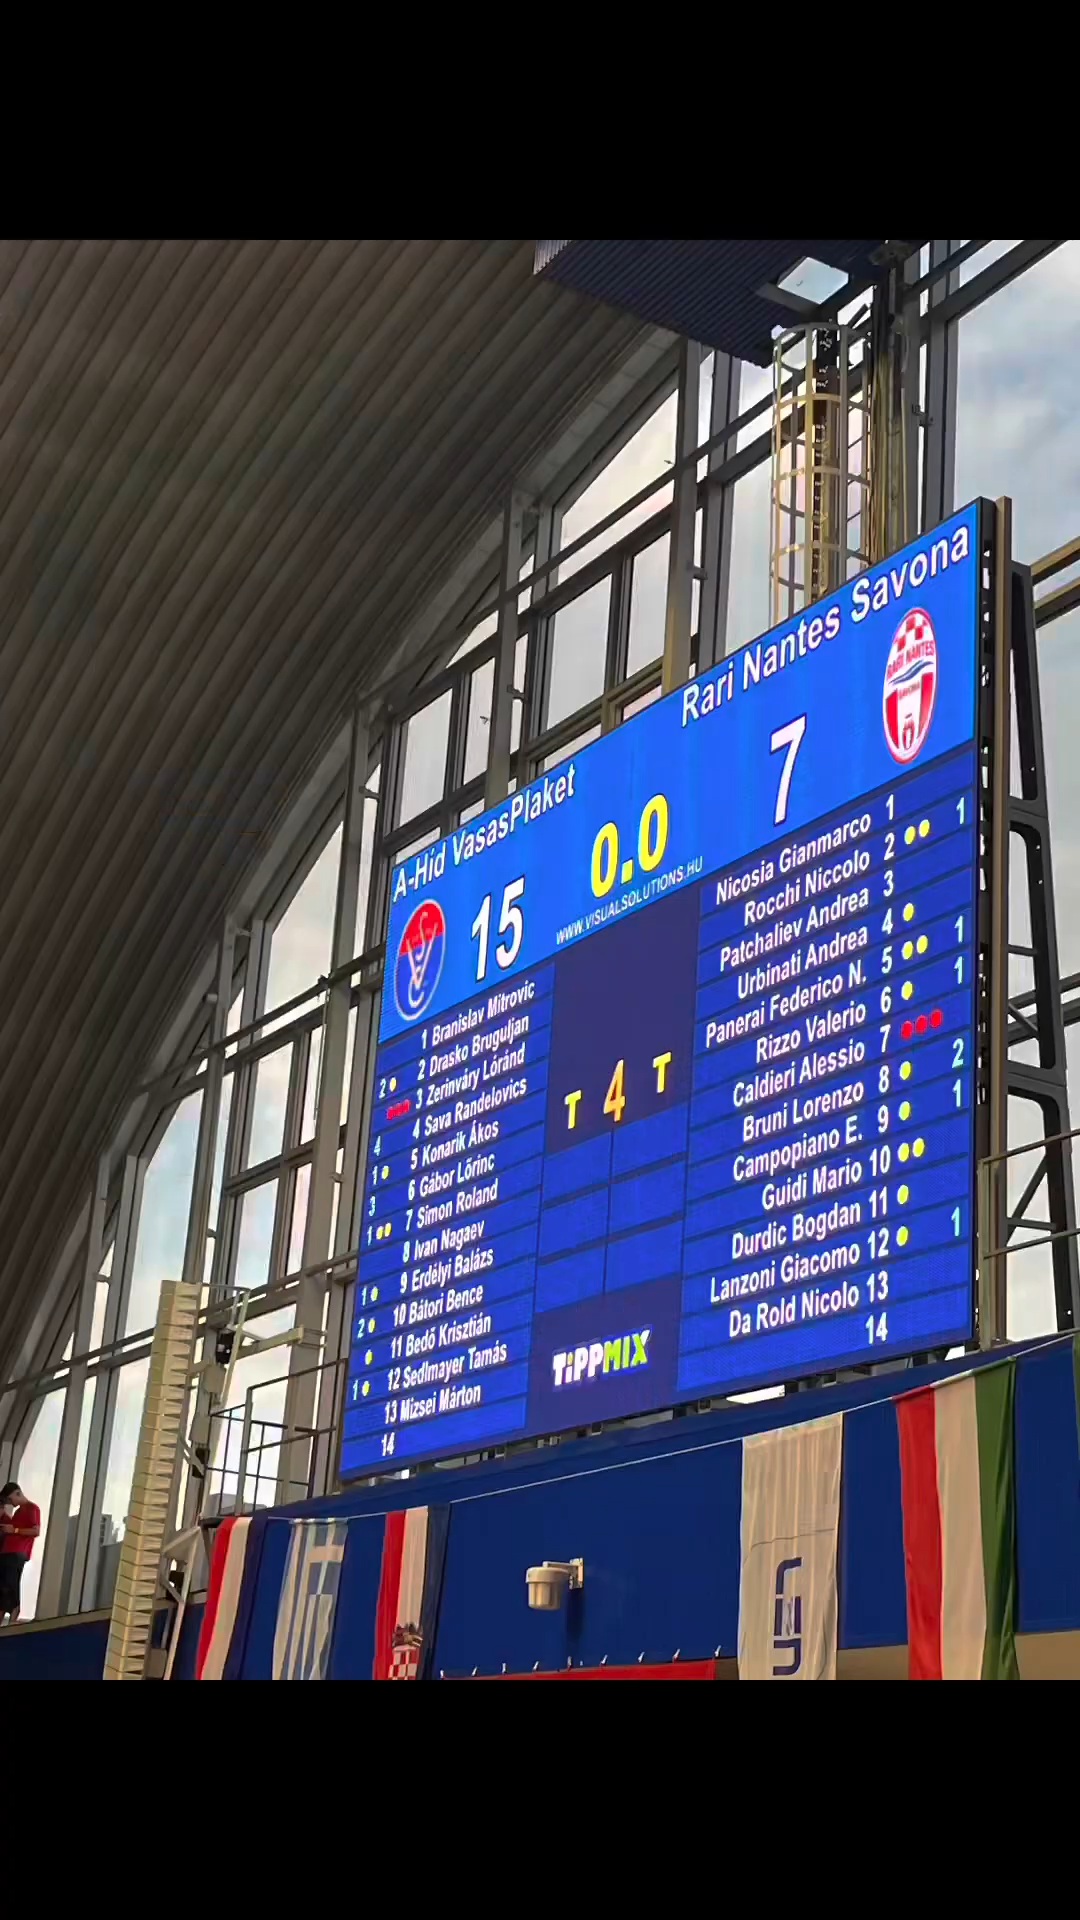 A-Híd VasasPlaket
Rari Nantes Savona
15
0.0
7
WWW.VISUALSOLUTIONS.HU
RARI NANTES
SAVONA
1 Branislav Mitrovic
2 2 Drasko Bruguljan
3 Zerínváry Lóránd
4 4 Sava Randelovics
1 5 Konarik Ákos
3 6 Gábor Lőrinc
1 7 Simon Roland
8 Ivan Nagaev
1 9 Erdélyi Balázs
2 10 Bátori Bence
11 Bedő Krisztián
1 12 Sedlmayer Tamás
13 Mizsei Márton
14
T 4 T
TiPPMIX
Nicosia Gianmarco 1
Rocchi Niccolo 2 1
Patchaliev Andrea 3
Urbinati Andrea 4
Panerai Federico N. 5 1
Rizzo Valerio 6 1
Caldieri Alessio 7
Bruni Lorenzo 8 2
Campopiano E. 9 1
Guidi Mario 10
Durdic Bogdan 11
Lanzoni Giacomo 12 1
Da Rold Nicolo 13
14